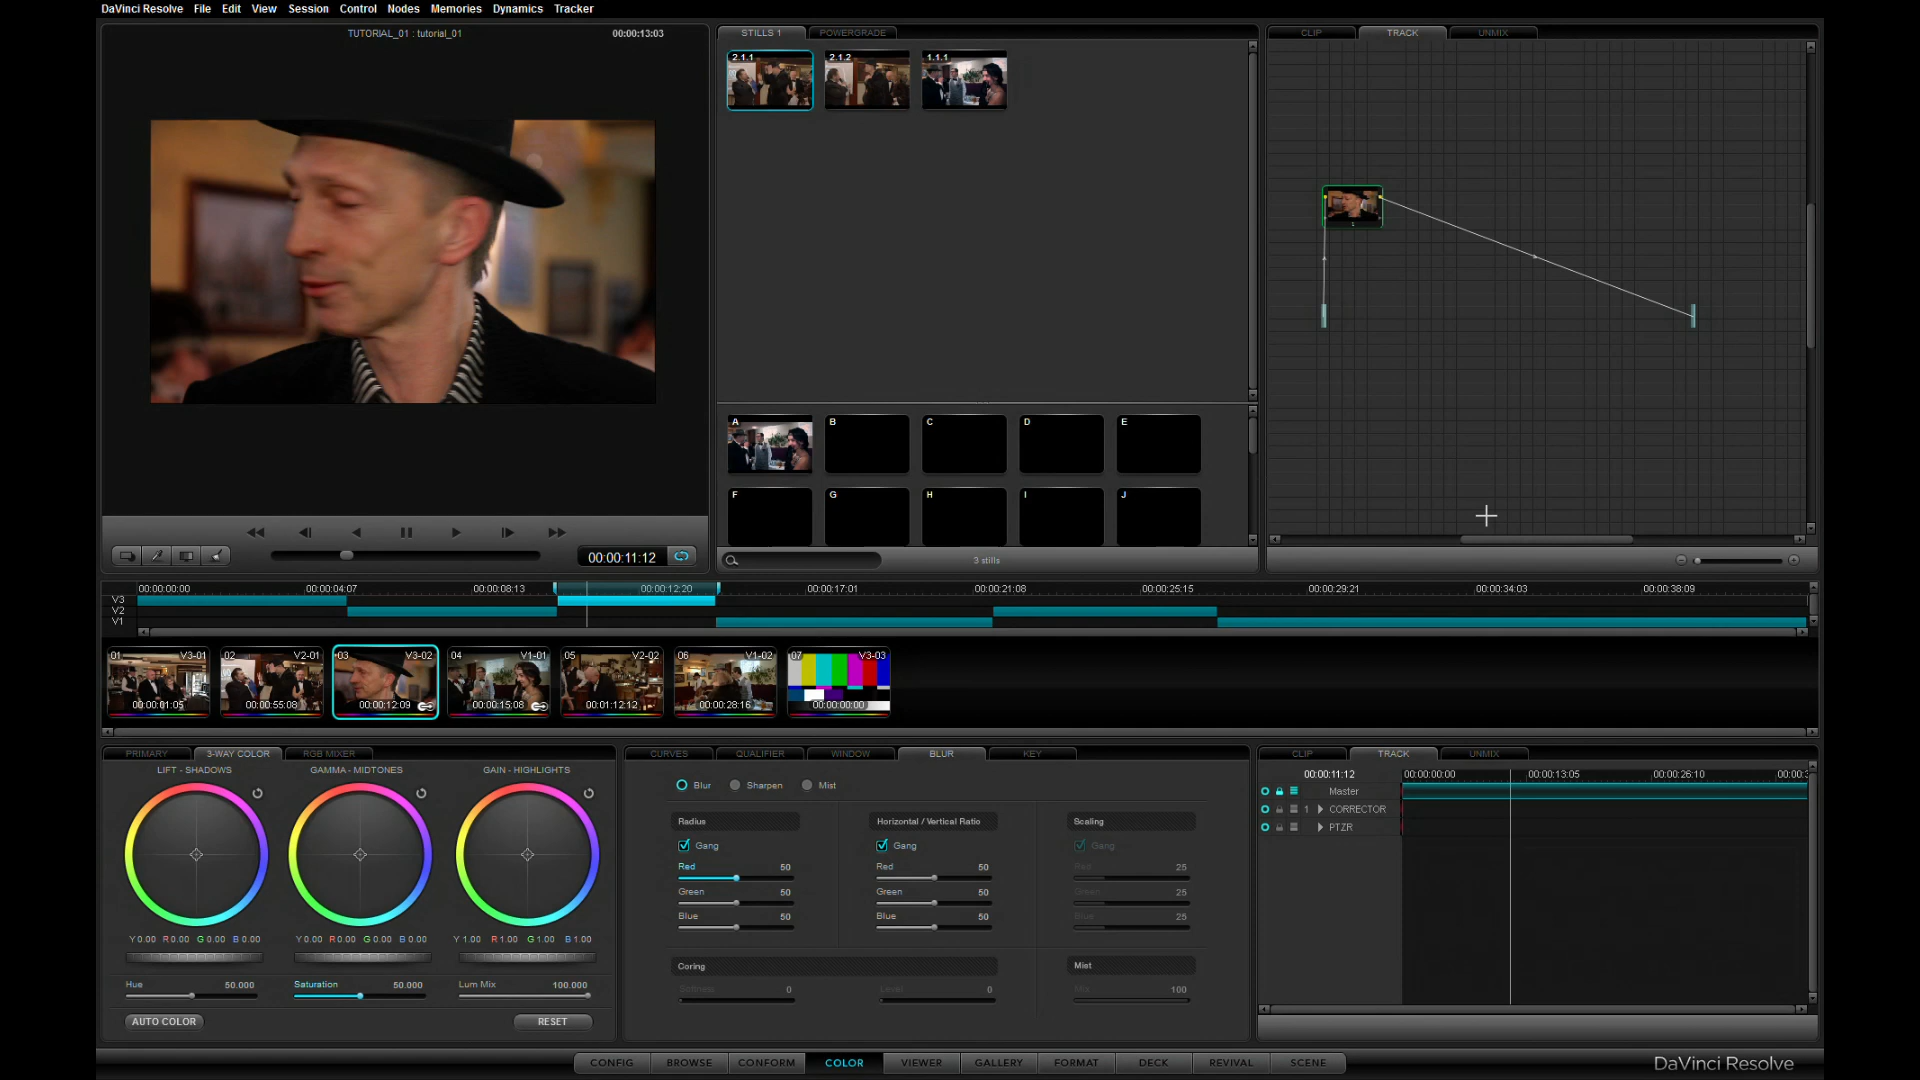 DaVinci Resolve File Edit View Session Control Nodes Memories Dynamics Tracker
TUTORIAL_01 : tutorial_01 00:00:13:03
STILLS 1 POWERGRADE
CLIP TRACK UNMIX
2.1.1 2.1.2 1.1.1
A B C D E
F G H I J
00:00:11:12
3 stills
00:00:00:00 00:00:04:07 00:00:08:13 00:00:12:20 00:00:17:01 00:00:21:08 00:00:25:15 00:00:29:21 00:00:34:03 00:00:38:09
V3
V2
V1
01 V3-01 02 V2-01 03 V3-02 04 V1-01 05 V2-02 06 V1-02 07 V3-03
00:00:01:05 00:00:55:08 00:00:12:09 00:00:15:08 00:01:12:12 00:00:28:16 00:00:00:00
PRIMARY 3-WAY COLOR RGB MIXER
LIFT - SHADOWS GAMMA - MIDTONES GAIN - HIGHLIGHTS
Y 0.00 R 0.00 G 0.00 B 0.00 Y 0.00 R 0.00 G 0.00 B 0.00 Y 1.00 R 1.00 G 1.00 B 1.00
Hue 50.000 Saturation 50.000 Lum Mix 100.000
AUTO COLOR RESET
CURVES QUALIFIER WINDOW BLUR KEY
Blur Sharpen Mist
Radius Horizontal / Vertical Ratio Scaling
Gang Gang Gang
Red 50 Red 50 Red 25
Green 50 Green 50 Green 25
Blue 50 Blue 50 Blue 25
Coring Mist
Softness 0 Level 0 Mix 100
CLIP TRACK UNMIX
00:00:11:12 00:00:00:00 00:00:13:05 00:00:26:10
Master
1 CORRECTOR
PTZR
CONFIG BROWSE CONFORM COLOR VIEWER GALLERY FORMAT DECK REVIVAL SCENE
DaVinci Resolve